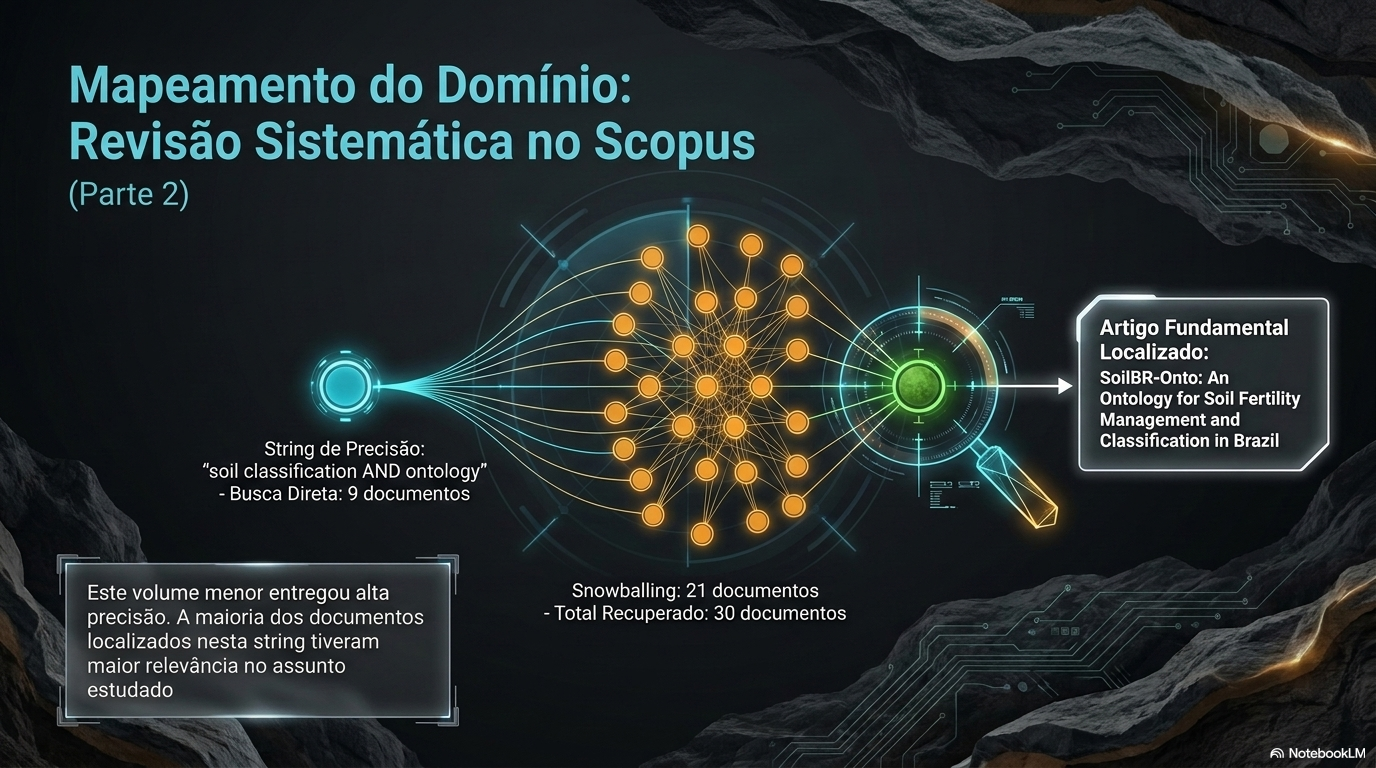 Mapeamento do Domínio:
Revisão Sistemática no Scopus
(Parte 2)
String de Precisão:
“soil classification AND ontology”
- Busca Direta: 9 documentos
Snowballing: 21 documentos
- Total Recuperado: 30 documentos
Artigo Fundamental
Localizado:
SoilBR-Onto: An
Ontology for Soil Fertility
Management and
Classification in Brazil
Este volume menor entregou alta
precisão. A maioria dos documentos
localizados nesta string tiveram
maior relevância no assunto
estudado
NotebookLM